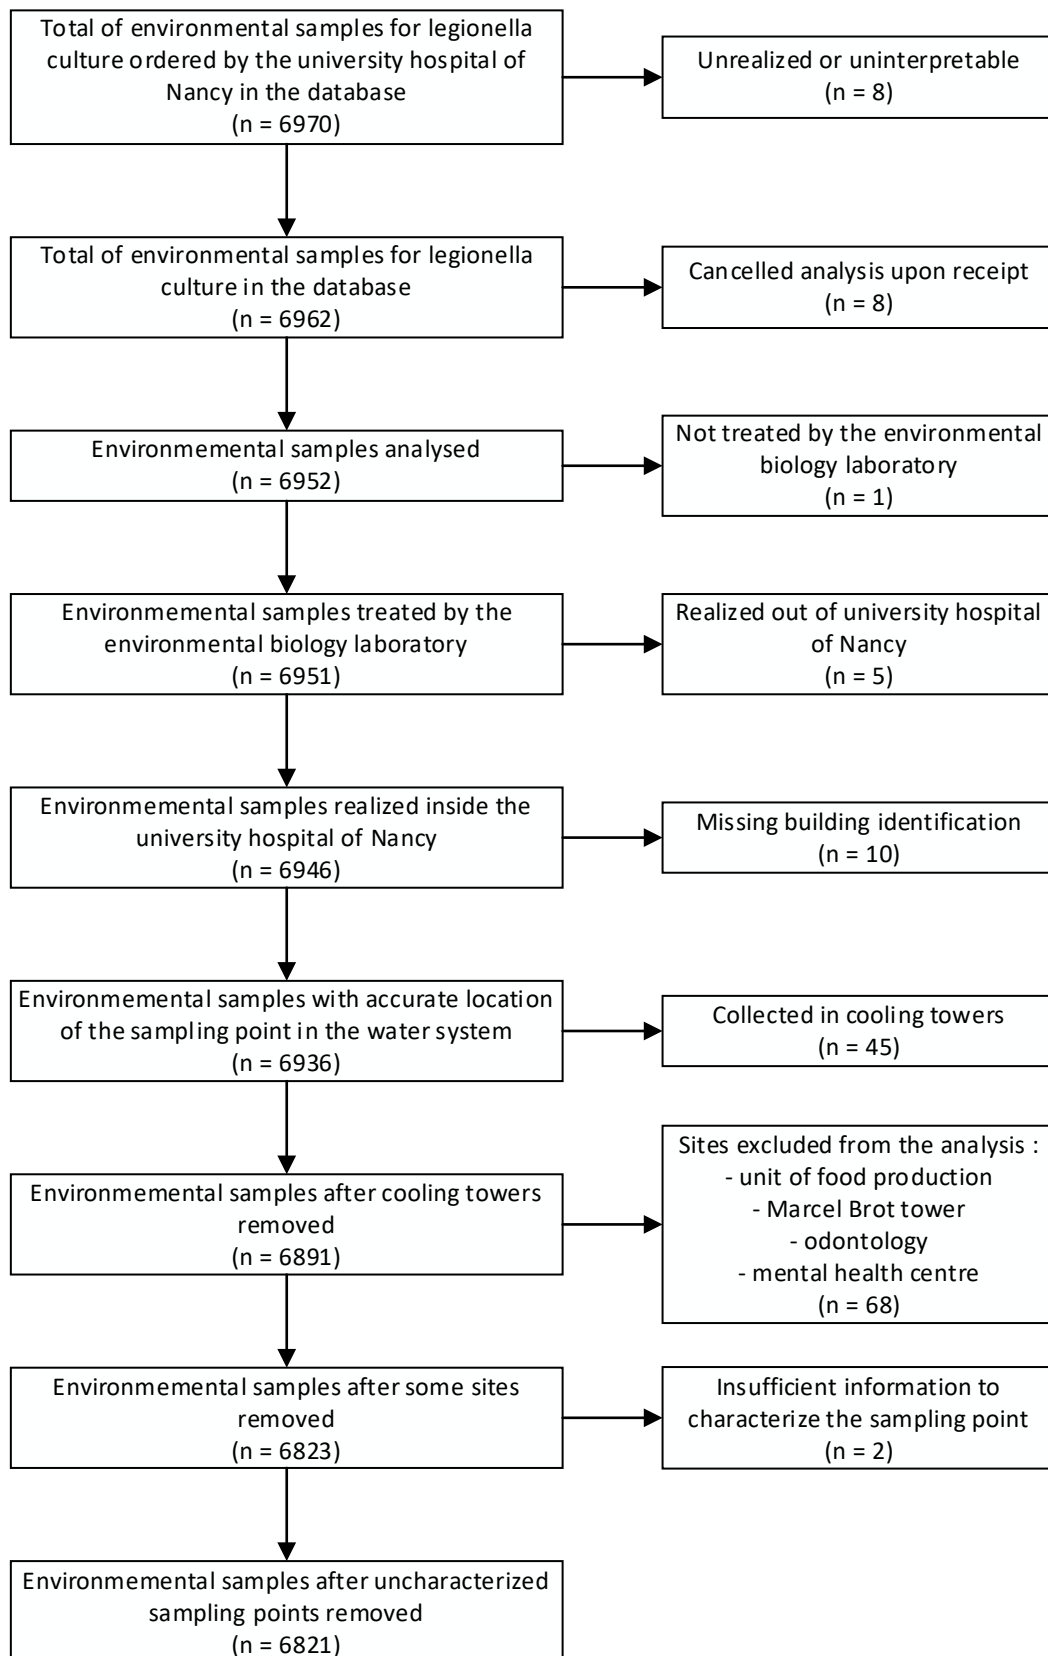 Total of environmental samples for legionella
culture ordered by the university hospital of
Nancy in the database
(n = 6970)
Unrealized or uninterpretable
(n = 8)
Total of environmental samples for legionella
culture in the database
(n = 6962)
Cancelled analysis upon receipt
(n = 8)
Environmemental samples analysed
(n = 6952)
Not treated by the environmental
biology laboratory
(n = 1)
Environmemental samples treated by the
environmental biology laboratory
(n = 6951)
Realized out of university hospital
of Nancy
(n = 5)
Environmemental samples realized inside the
university hospital of Nancy
(n = 6946)
Missing building identification
(n = 10)
Environmemental samples with accurate location
of the sampling point in the water system
(n = 6936)
Collected in cooling towers
(n = 45)
Environmemental samples after cooling towers
removed
(n = 6891)
Sites excluded from the analysis :
- unit of food production
- Marcel Brot tower
- odontology
- mental health centre
(n = 68)
Environmemental samples after some sites
removed
(n = 6823)
Insufficient information to
characterize the sampling point
(n = 2)
Environmemental samples after uncharacterized
sampling points removed
(n = 6821)